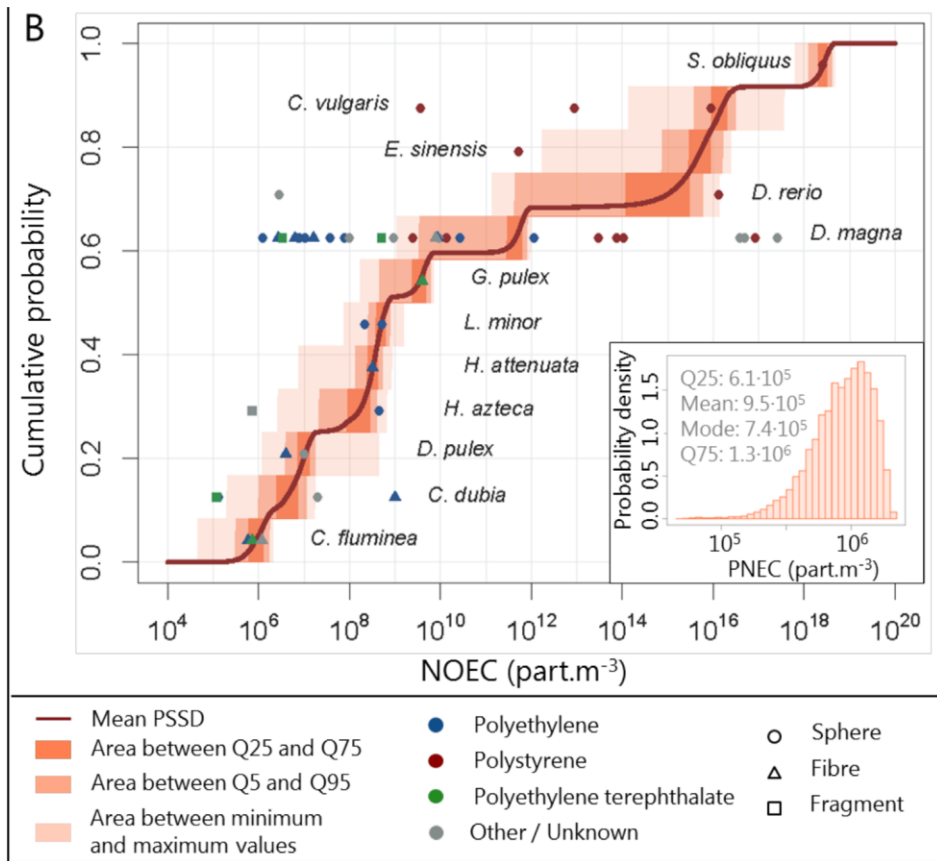 B
1.0
0.8
0.6
0.4
0.2
0.0
Cumulative probability
S. obliquus
C. vulgaris
E. sinensis
D. rerio
D. magna
G. pulex
L. minor
H. attenuata
H. azteca
D. pulex
C. dubia
C. fluminea
Probability density
1.5
1.0
0.5
0.0
Q25: 6.1·10⁵
Mean: 9.5·10⁵
Mode: 7.4·10⁵
Q75: 1.3·10⁶
10⁵ 10⁶
PNEC (part.m⁻³)
10⁴ 10⁶ 10⁸ 10¹⁰ 10¹² 10¹⁴ 10¹⁶ 10¹⁸ 10²⁰
NOEC (part.m⁻³)
Mean PSSD
Area between Q25 and Q75
Area between Q5 and Q95
Area between minimum
and maximum values
Polyethylene
Polystyrene
Polyethylene terephthalate
Other / Unknown
Sphere
Fibre
Fragment